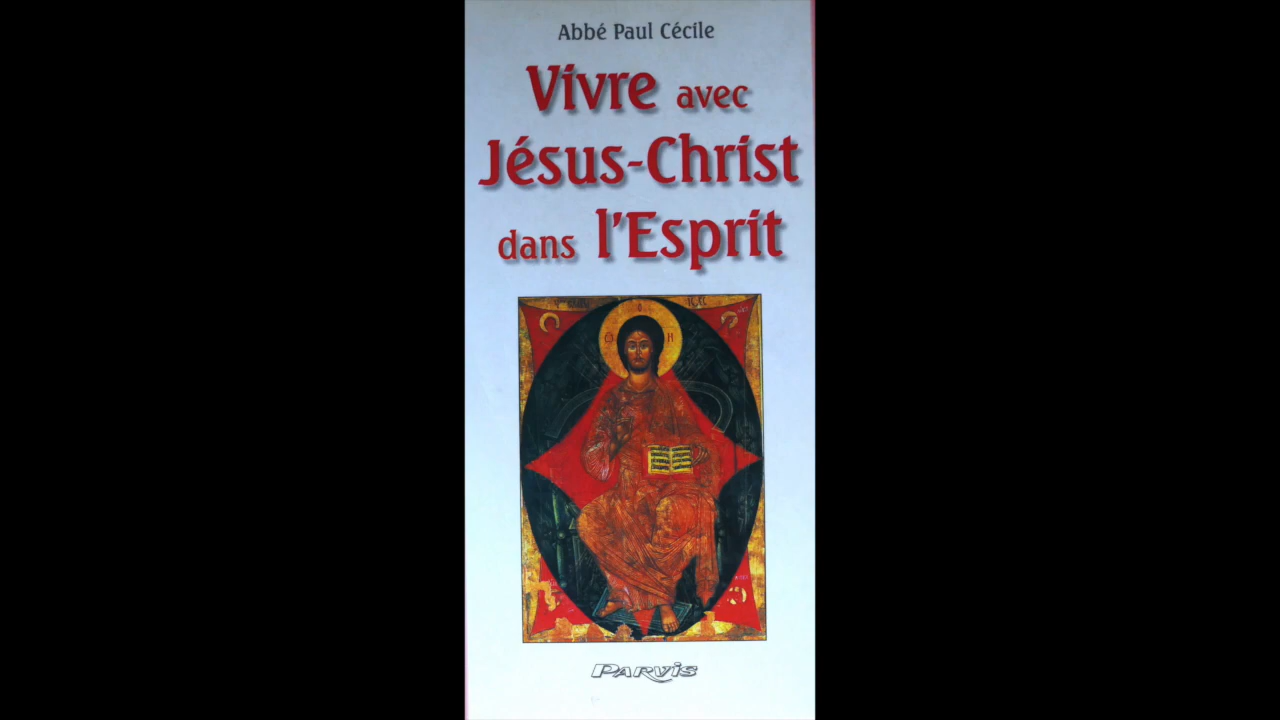 Abbé Paul Cécile
Vivre avec
Jésus-Christ
dans l'Esprit
PARVIS